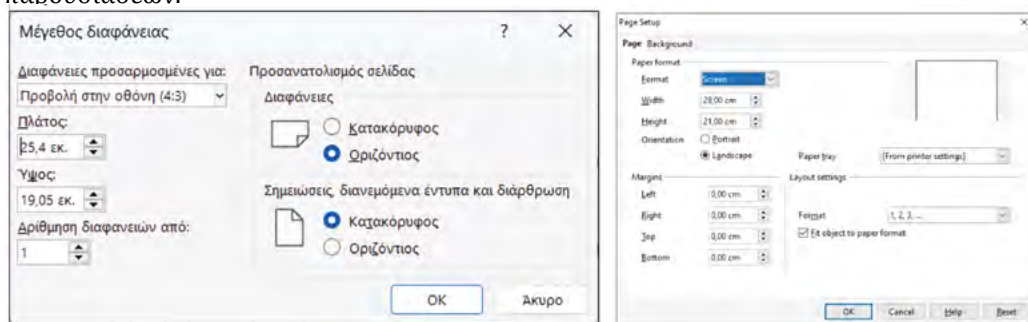 παρουσιάσεων.
Μέγεθος διαφάνειας
? ×
Διαφάνειες προσαρμοσμένες για:
Προβολή στην οθόνη (4:3)
Πλάτος:
25,4 εκ.
Ύψος:
19,05 εκ.
Αρίθμηση διαφανειών από:
1
Προσανατολισμός σελίδας
Διαφάνειες
Κατακόρυφος
Οριζόντιος
Σημειώσεις, διανεμόμενα έντυπα και διάρθρωση
Κατακόρυφος
Οριζόντιος
OK
Άκυρο
Page Setup
Page Background
Paper format
Format
Screen
Width
28,00 cm
Height
21,00 cm
Orientation
Portrait
Landscape
Paper tray
[From printer settings]
Margins
Left
0,00 cm
Right
0,00 cm
Top
0,00 cm
Bottom
0,00 cm
Layout settings
Format
1, 2, 3, ...
Fit object to paper format
OK
Cancel
Help
Reset